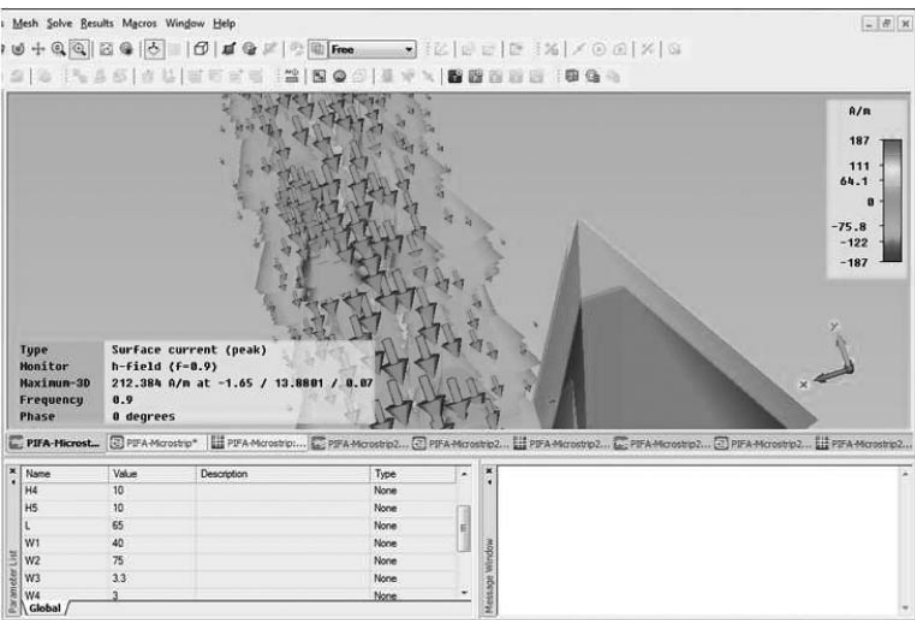 Mesh Solve Results Macros Window Help
Free
A/m
187
111
64.1
0
-75.8
-122
-187
Type Surface current (peak)
Monitor h-field (f=0.9)
Maximum-3D 212.384 A/m at -1.65 / 13.8801 / 0.07
Frequency 0.9
Phase 0 degrees
y
x
PIFA-Microst... PIFA-Microstrip* PIFA-Microstrip:... PIFA-Microstrip2... PIFA-Microstrip2... PIFA-Microstrip2... PIFA-Microstrip2... PIFA-Microstrip2... PIFA-Microstrip2...
Name Value Description Type
H4 10 None
H5 10 None
L 65 None
W1 40 None
W2 75 None
W3 3.3 None
W4 3 None
Global
Parameter List
Message Window